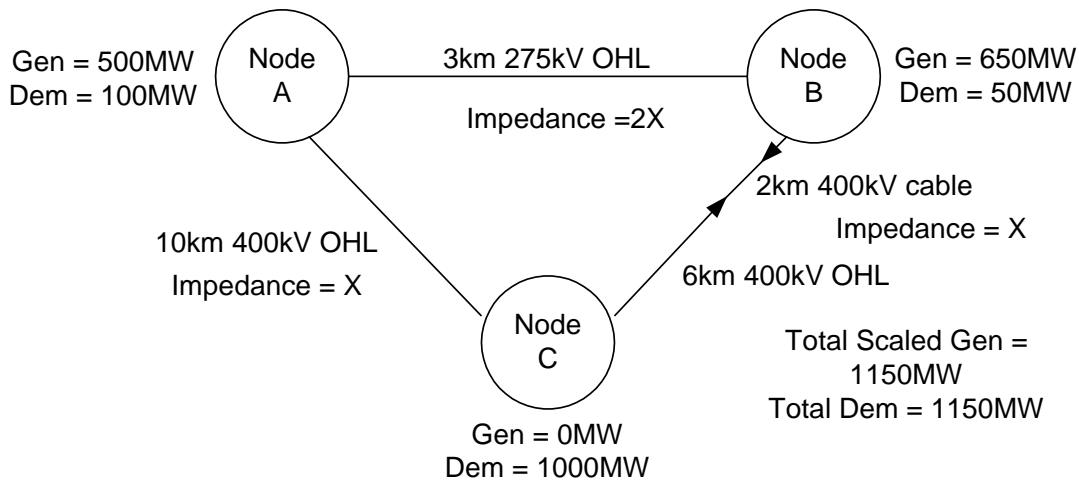 Gen = 500MW
Dem = 100MW
Node
A
3km 275kV OHL
Impedance =2X
Node
B
Gen = 650MW
Dem = 50MW
2km 400kV cable
Impedance = X
10km 400kV OHL
Impedance = X
6km 400kV OHL
Node
C
Gen = 0MW
Dem = 1000MW
Total Scaled Gen =
1150MW
Total Dem = 1150MW